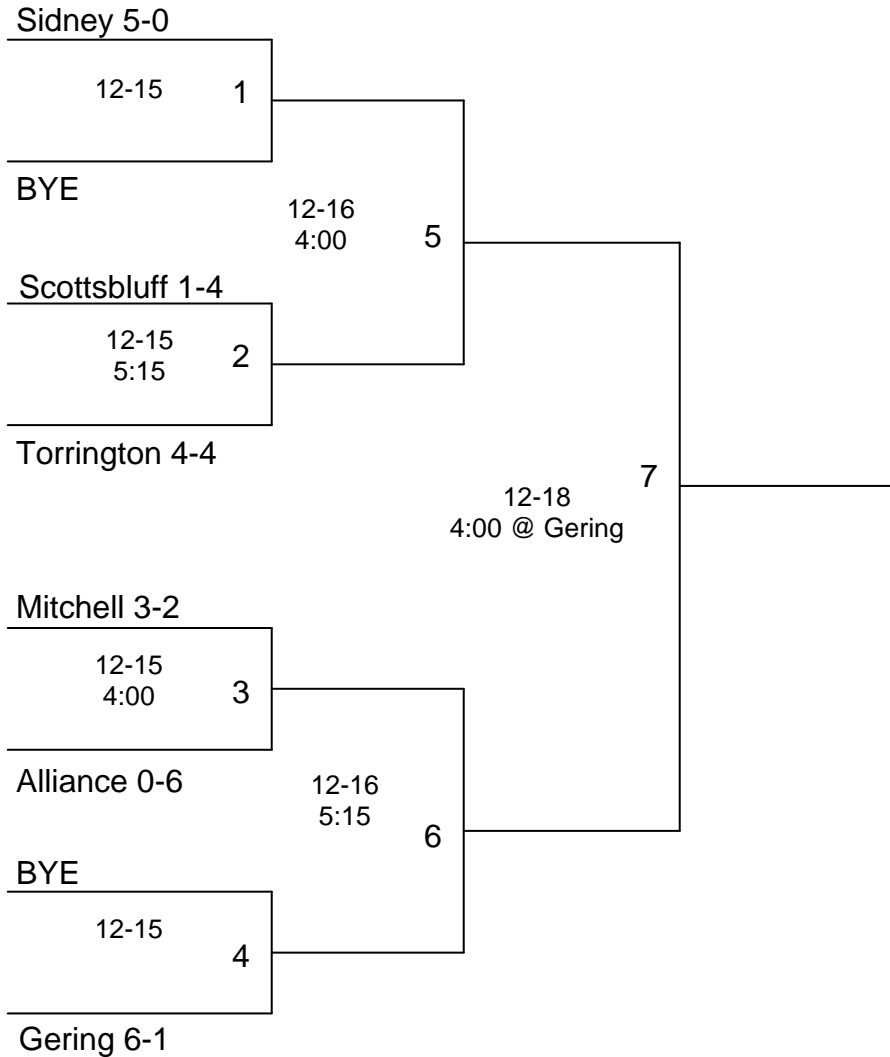 Sidney 5-0
12-15
1
BYE
12-16
4:00
5
Scottsbluff 1-4
12-15
5:15
2
Torrington 4-4
7
12-18
4:00 @ Gering
Mitchell 3-2
12-15
4:00
3
Alliance 0-6
12-16
5:15
6
BYE
12-15
4
Gering 6-1